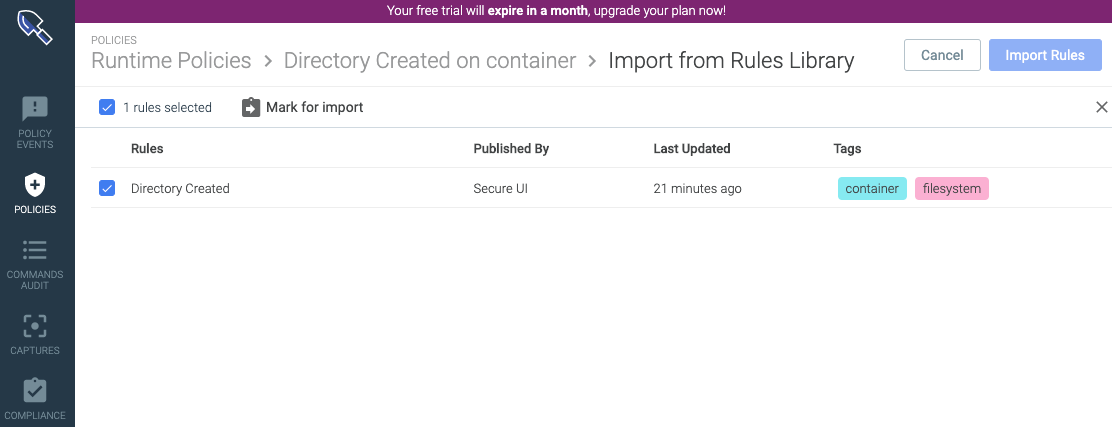 Your free trial will expire in a month, upgrade your plan now!
POLICIES
Runtime Policies > Directory Created on container > Import from Rules Library
Cancel
Import Rules
1 rules selected
Mark for import
Rules Published By Last Updated Tags
Directory Created Secure UI 21 minutes ago container filesystem
POLICY
EVENTS
POLICIES
COMMANDS
AUDIT
CAPTURES
COMPLIANCE